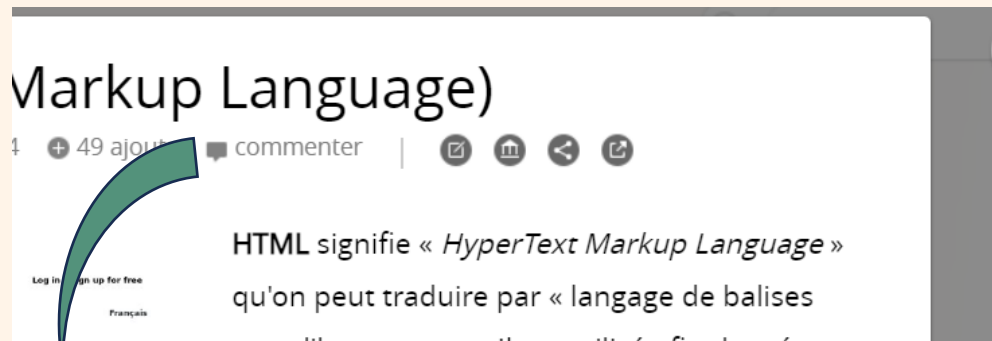 Markup Language)
4 49 commenter
HTML signifie « HyperText Markup Language »
Log in up for free
qu'on peut traduire par « langage de balises
Français